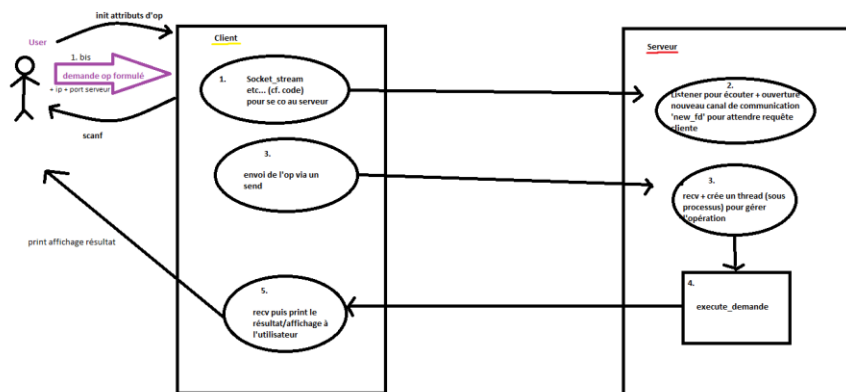 init attributs d'op
User
1. bis
demande op formulé
+ ip + port serveur
scanf
print affichage résultat
Client
1. Socket_stream
etc... (cf. code)
pour se co au serveur
3.
envoi de l'op via un
send
5.
recv puis print le
résultat/affichage à
l'utilisateur
Serveur
2.
Listener pour écouter + ouverture
nouveau canal de communication
'new_fd' pour attendre requête
cliente
3.
recv + crée un thread (sous
processus) pour gérer
l'opération
4.
execute_demande